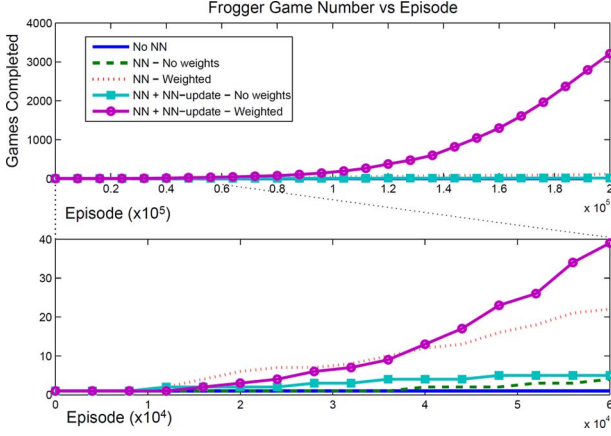 Frogger Game Number vs Episode
Games Completed
4000
3000
2000
1000
0
No NN
NN − No weights
NN − Weighted
NN + NN−update − No weights
NN + NN−update − Weighted
0 0.2 0.4 0.6 0.8 1 1.2 1.4 1.6 1.8 2
x 10^5
Episode (x10^5)
40
30
20
10
0
0 1 2 3 4 5 6
x 10^4
Episode (x10^4)